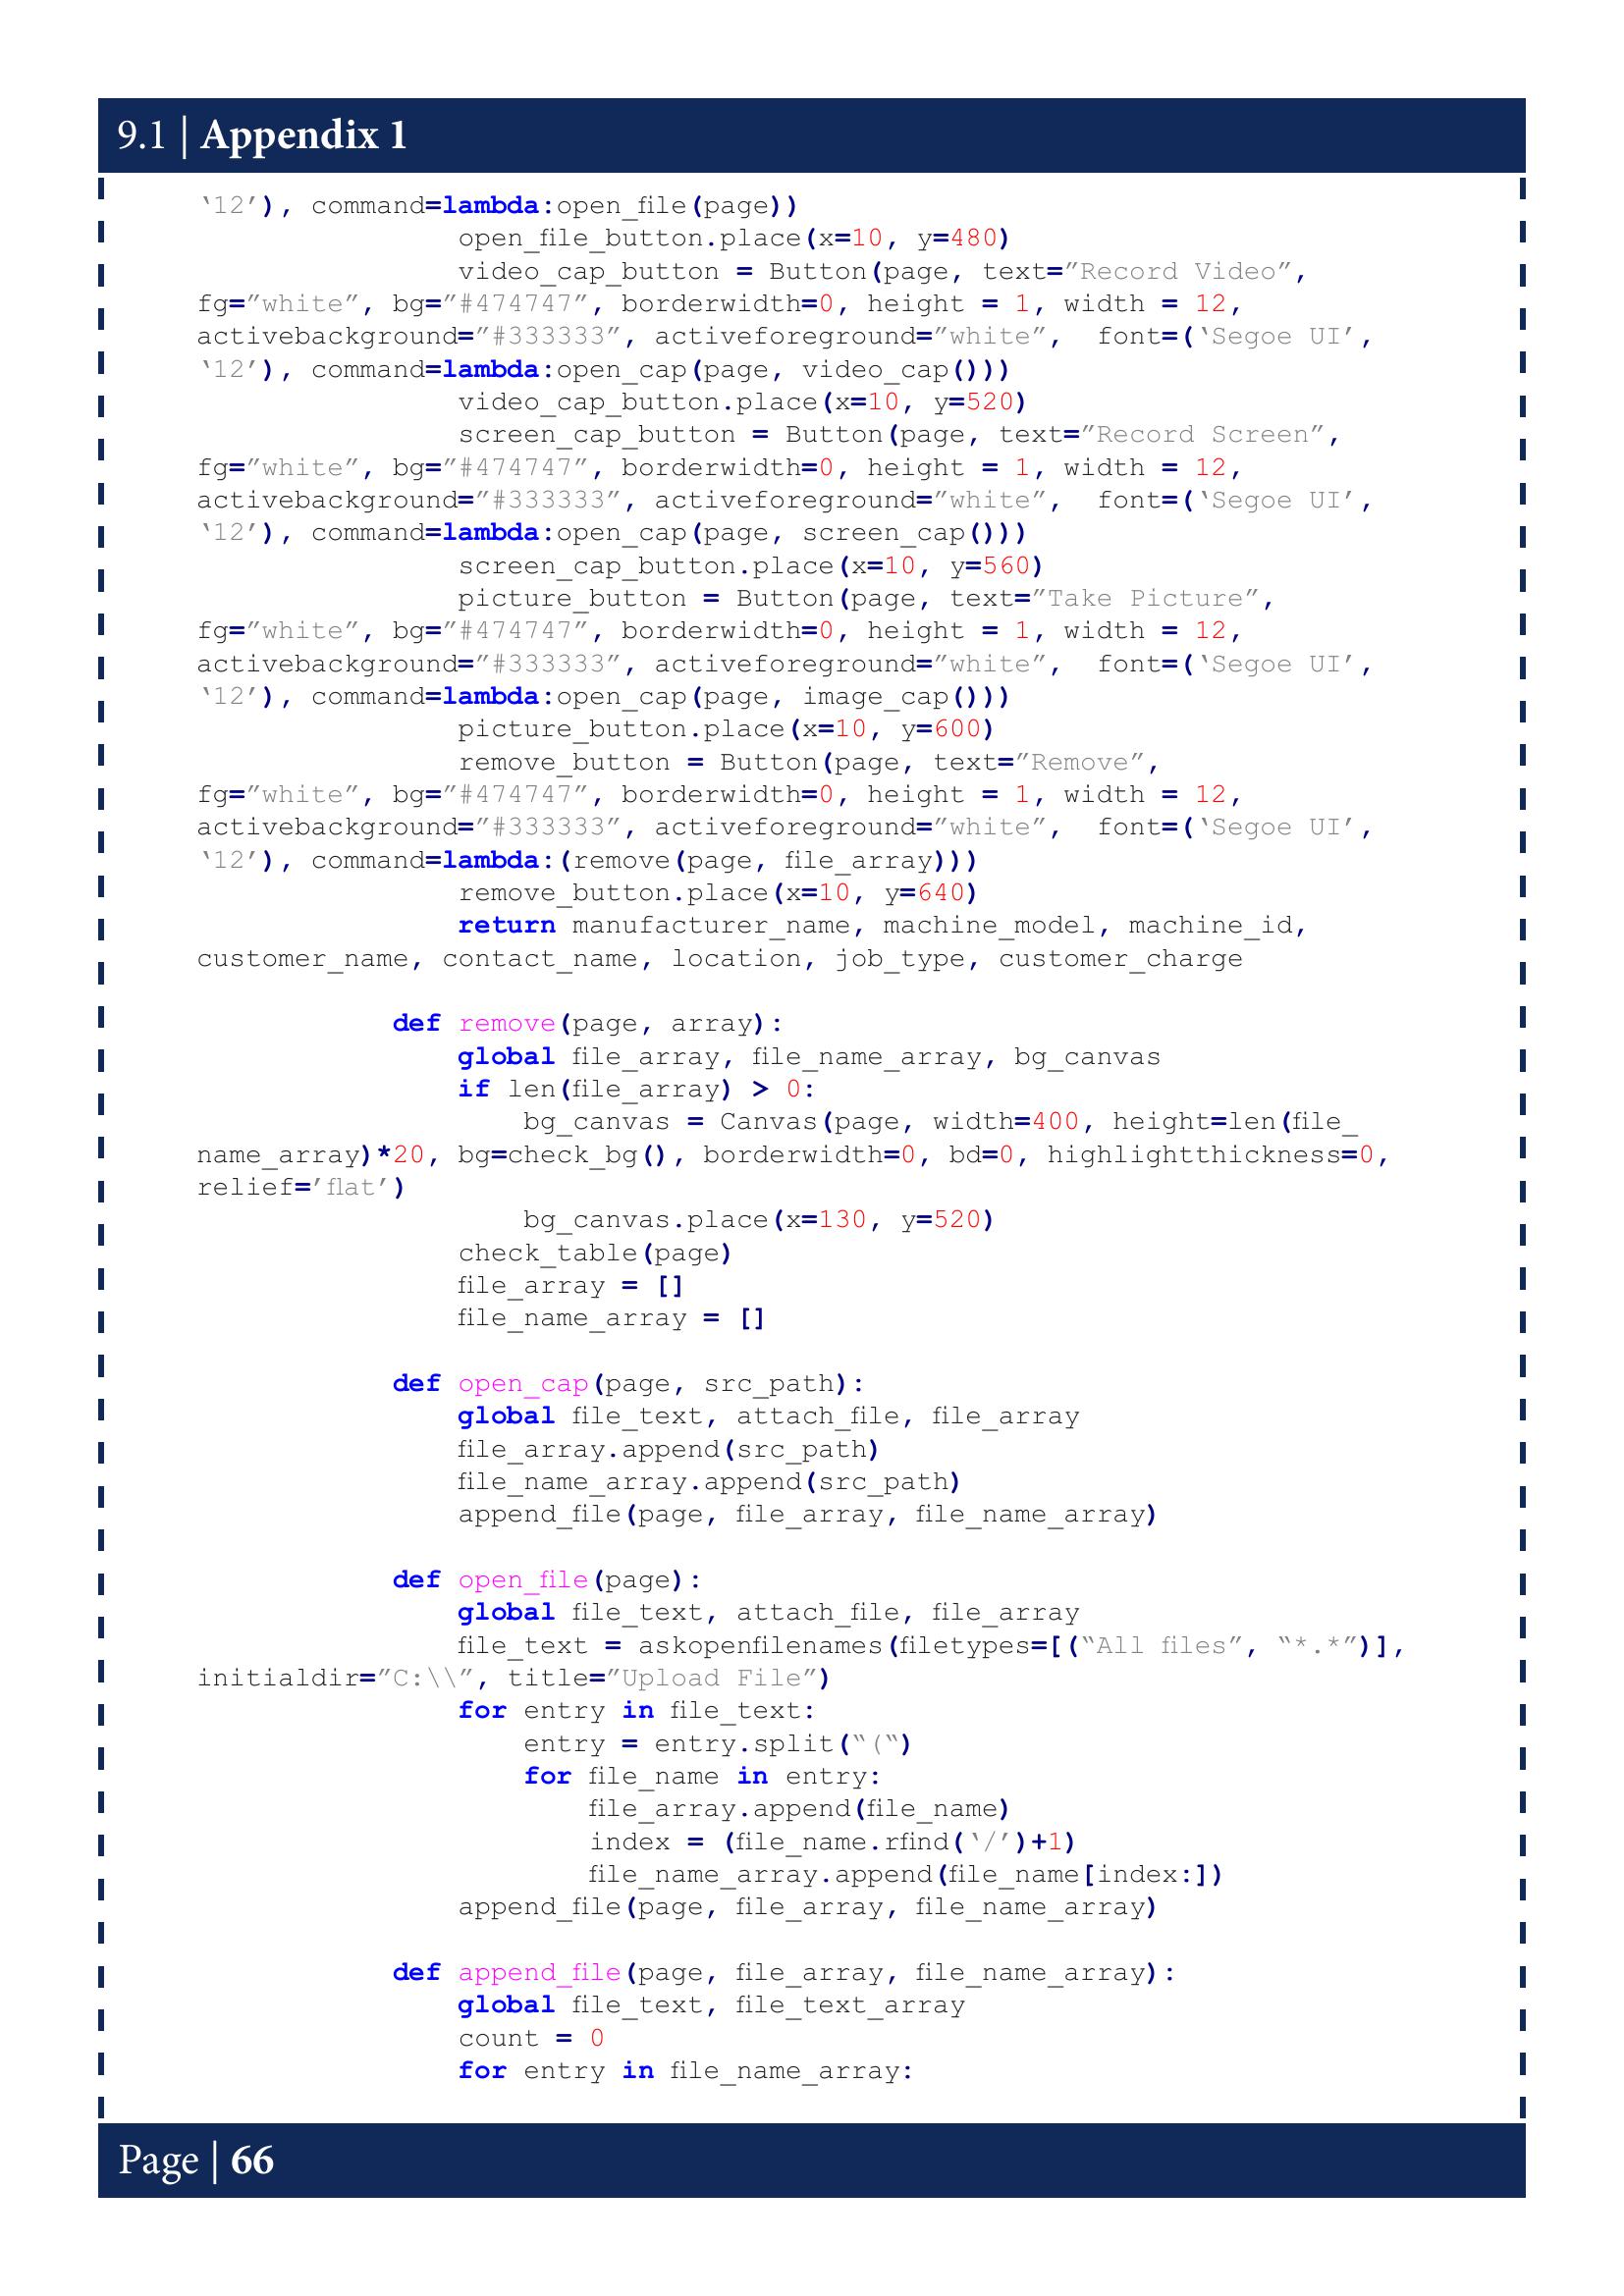 9.1 | Appendix 1
‘12’), command=lambda:open_file(page))
                open_file_button.place(x=10, y=480)
                video_cap_button = Button(page, text=”Record Video”,
fg=”white”, bg=”#474747”, borderwidth=0, height = 1, width = 12,
activebackground=”#333333”, activeforeground=”white”,  font=(‘Segoe UI’,
‘12’), command=lambda:open_cap(page, video_cap()))
                video_cap_button.place(x=10, y=520)
                screen_cap_button = Button(page, text=”Record Screen”,
fg=”white”, bg=”#474747”, borderwidth=0, height = 1, width = 12,
activebackground=”#333333”, activeforeground=”white”,  font=(‘Segoe UI’,
‘12’), command=lambda:open_cap(page, screen_cap()))
                screen_cap_button.place(x=10, y=560)
                picture_button = Button(page, text=”Take Picture”,
fg=”white”, bg=”#474747”, borderwidth=0, height = 1, width = 12,
activebackground=”#333333”, activeforeground=”white”,  font=(‘Segoe UI’,
‘12’), command=lambda:open_cap(page, image_cap()))
                picture_button.place(x=10, y=600)
                remove_button = Button(page, text=”Remove”,
fg=”white”, bg=”#474747”, borderwidth=0, height = 1, width = 12,
activebackground=”#333333”, activeforeground=”white”,  font=(‘Segoe UI’,
‘12’), command=lambda:(remove(page, file_array)))
                remove_button.place(x=10, y=640)
                return manufacturer_name, machine_model, machine_id,
customer_name, contact_name, location, job_type, customer_charge

            def remove(page, array):
                global file_array, file_name_array, bg_canvas
                if len(file_array) > 0:
                    bg_canvas = Canvas(page, width=400, height=len(file_
name_array)*20, bg=check_bg(), borderwidth=0, bd=0, highlightthickness=0,
relief=’flat’)
                    bg_canvas.place(x=130, y=520)
                check_table(page)
                file_array = []
                file_name_array = []

            def open_cap(page, src_path):
                global file_text, attach_file, file_array
                file_array.append(src_path)
                file_name_array.append(src_path)
                append_file(page, file_array, file_name_array)

            def open_file(page):
                global file_text, attach_file, file_array
                file_text = askopenfilenames(filetypes=[(“All files”, “*.*”)],
initialdir=”C:\\”, title=”Upload File”)
                for entry in file_text:
                    entry = entry.split(“(“)
                    for file_name in entry:
                        file_array.append(file_name)
                        index = (file_name.rfind(‘/’)+1)
                        file_name_array.append(file_name[index:])
                append_file(page, file_array, file_name_array)

            def append_file(page, file_array, file_name_array):
                global file_text, file_text_array
                count = 0
                for entry in file_name_array:
Page | 66